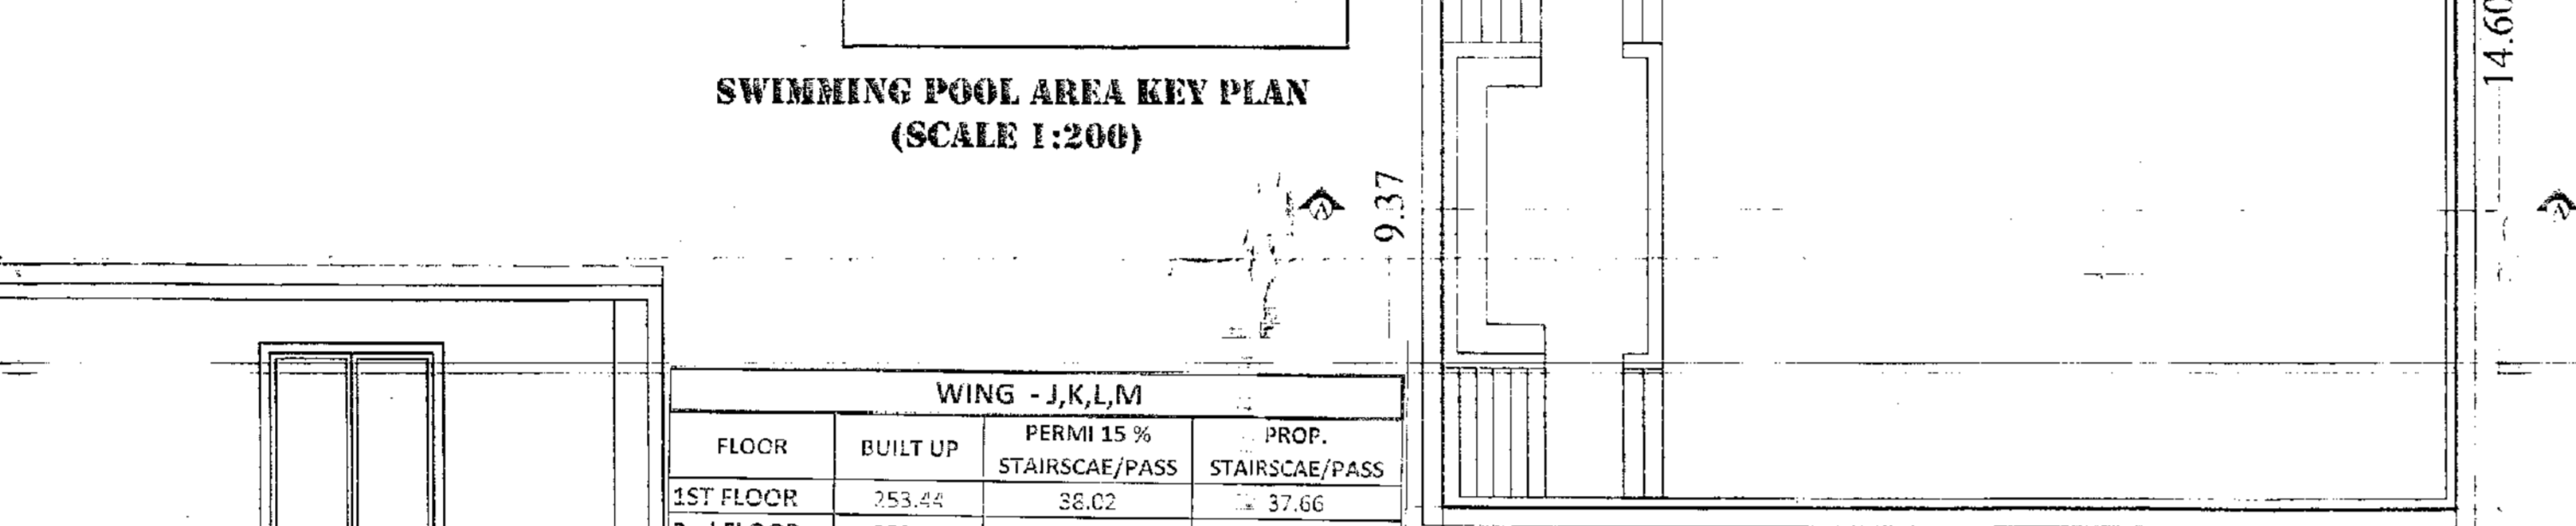 14.60
SWIMMING POOL AREA KEY PLAN
(SCALE 1:200)
9.37
A
A
WING - J,K,L,M
FLOOR BUILT UP PERMI 15 % STAIRSCAE/PASS PROP. STAIRSCAE/PASS
1ST FLOOR 253.44 38.02 37.66
FLOOR